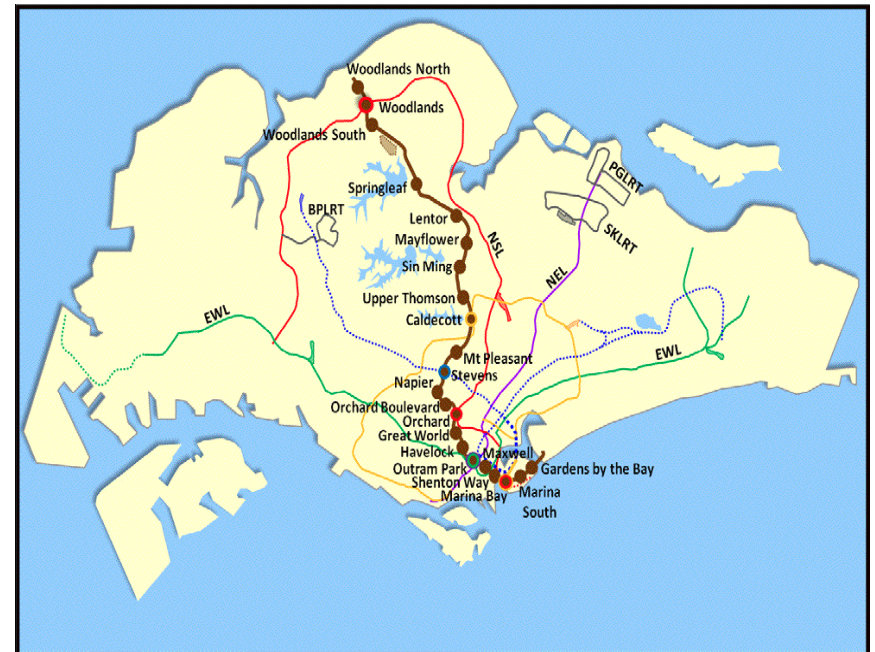 Woodlands North
Woodlands
Woodlands South
PGLRT
Springleaf
BPLRT
Lentor
SKLRT
Mayflower
NSL
Sin Ming
NEL
Upper Thomson
EWL
Caldecott
Mt Pleasant
EWL
Stevens
Napier
Orchard Boulevard
Orchard
Great World
Havelock
Maxwell
Outram Park
Gardens by the Bay
Shenton Way
Marina Bay
Marina
South